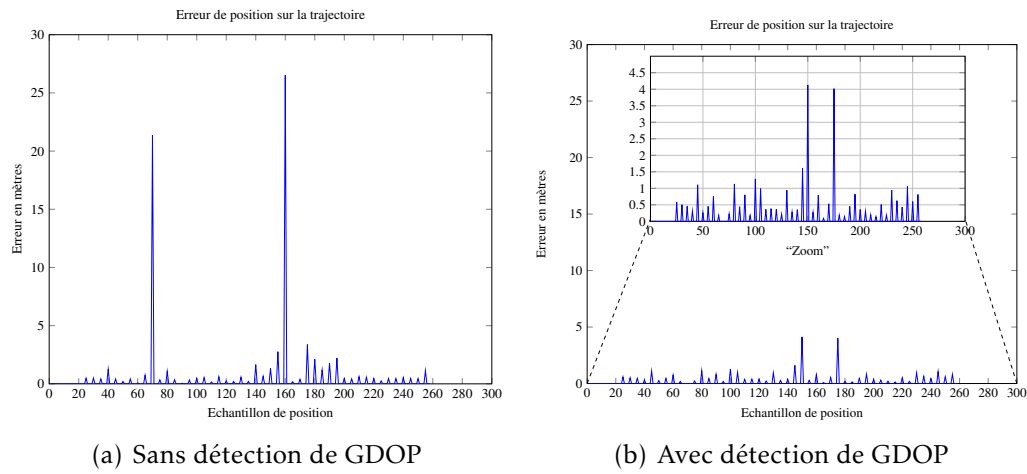 Erreur de position sur la trajectoire
30
25
20
15
10
5
0
Erreur en mètres
0 20 40 60 80 100 120 140 160 180 200 220 240 260 280 300
Echantillon de position
(a) Sans détection de GDOP
Erreur de position sur la trajectoire
30
25
20
15
10
5
0
Erreur en mètres
4.5
4
3.5
3
2.5
2
1.5
1
0.5
0
0 50 100 150 200 250 300
“Zoom”
0 20 40 60 80 100 120 140 160 180 200 220 240 260 280 300
Echantillon de position
(b) Avec détection de GDOP